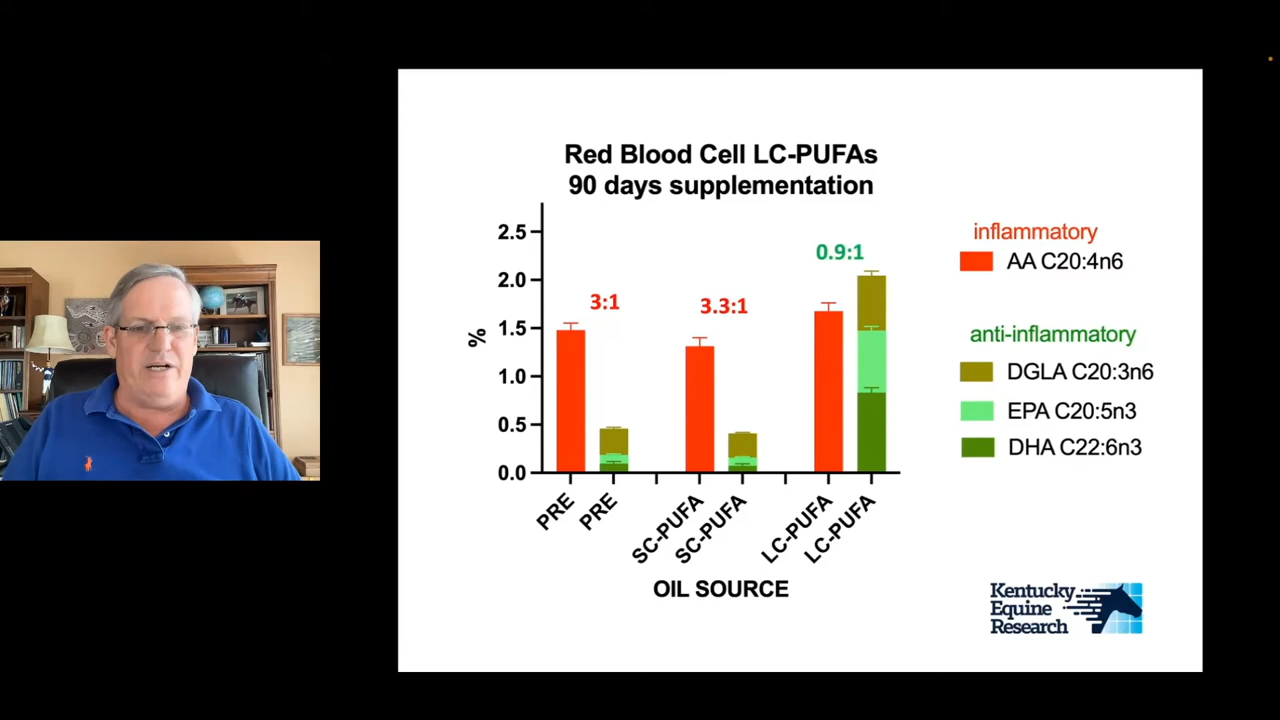 Red Blood Cell LC-PUFAs
90 days supplementation
%
2.5
2.0
1.5
1.0
0.5
0.0
3:1
3.3:1
0.9:1
PRE
PRE
SC-PUFA
SC-PUFA
LC-PUFA
LC-PUFA
OIL SOURCE
inflammatory
AA C20:4n6
anti-inflammatory
DGLA C20:3n6
EPA C20:5n3
DHA C22:6n3
Kentucky
Equine
Research